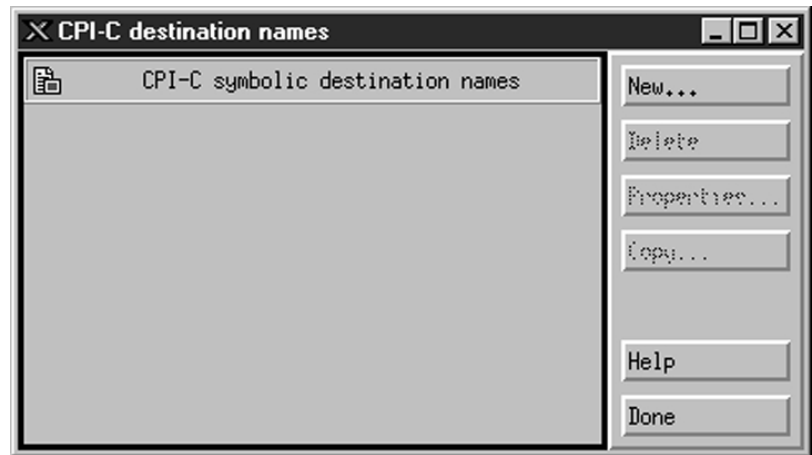 CPI-C destination names
CPI-C symbolic destination names
New...
Delete
Properties...
Copy...
Help
Done